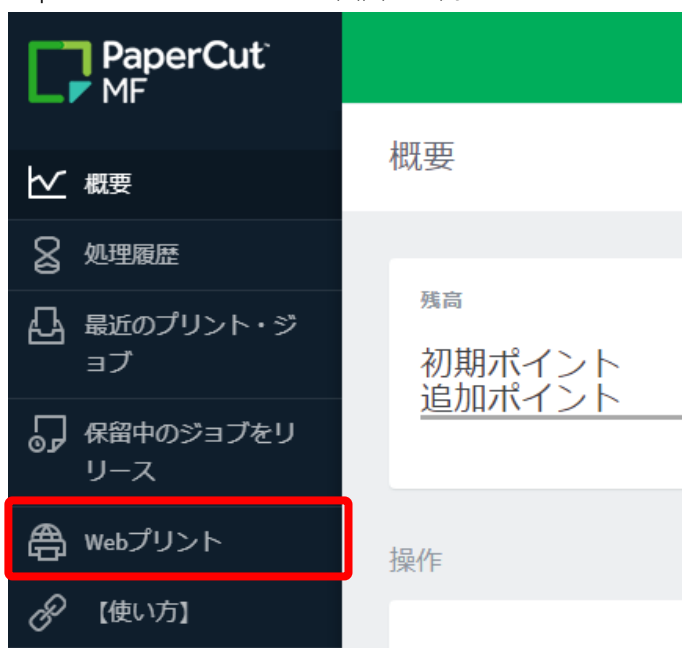 PaperCut
MF
概要
処理履歴
最近のプリント・ジ
ョブ
保留中のジョブをリ
リース
Webプリント
【使い方】
概要
残高
初期ポイント
追加ポイント
操作